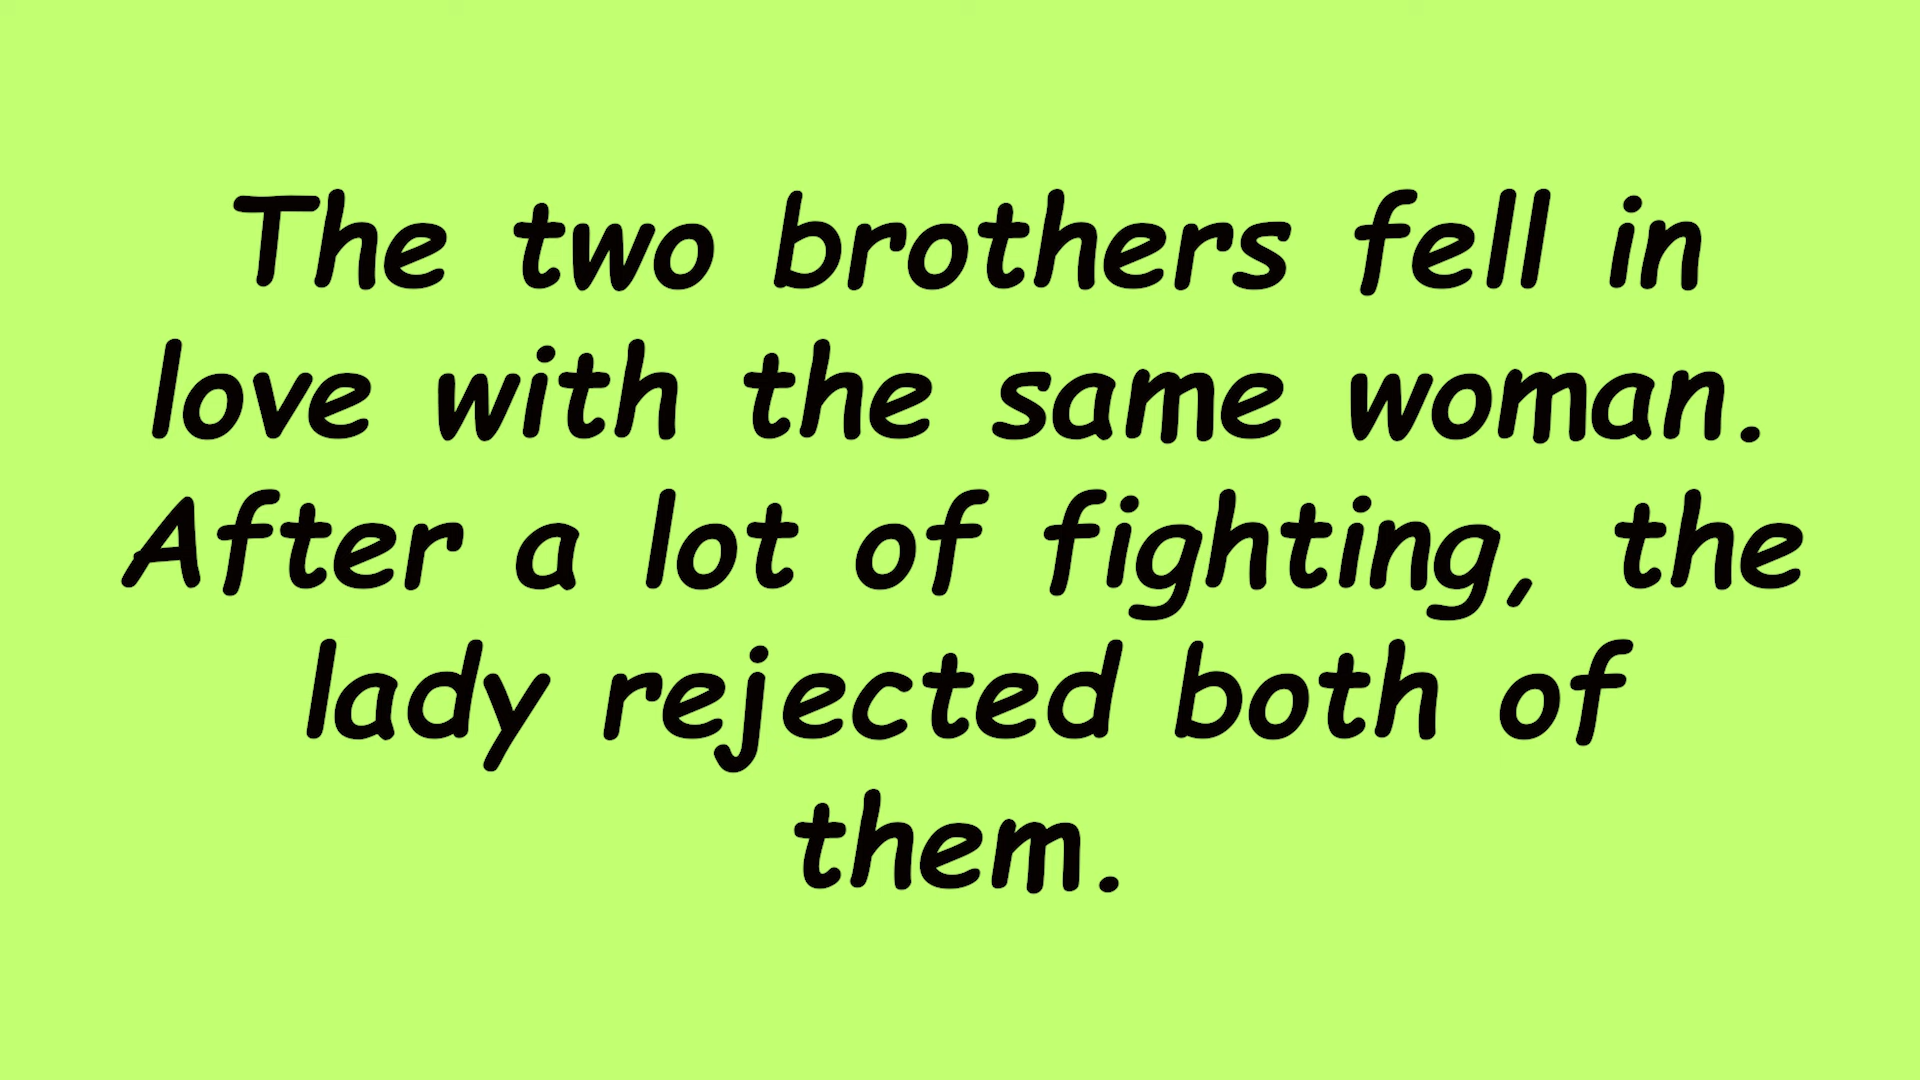 The two brothers fell in
love with the same woman.
After a lot of fighting, the
lady rejected both of
them.